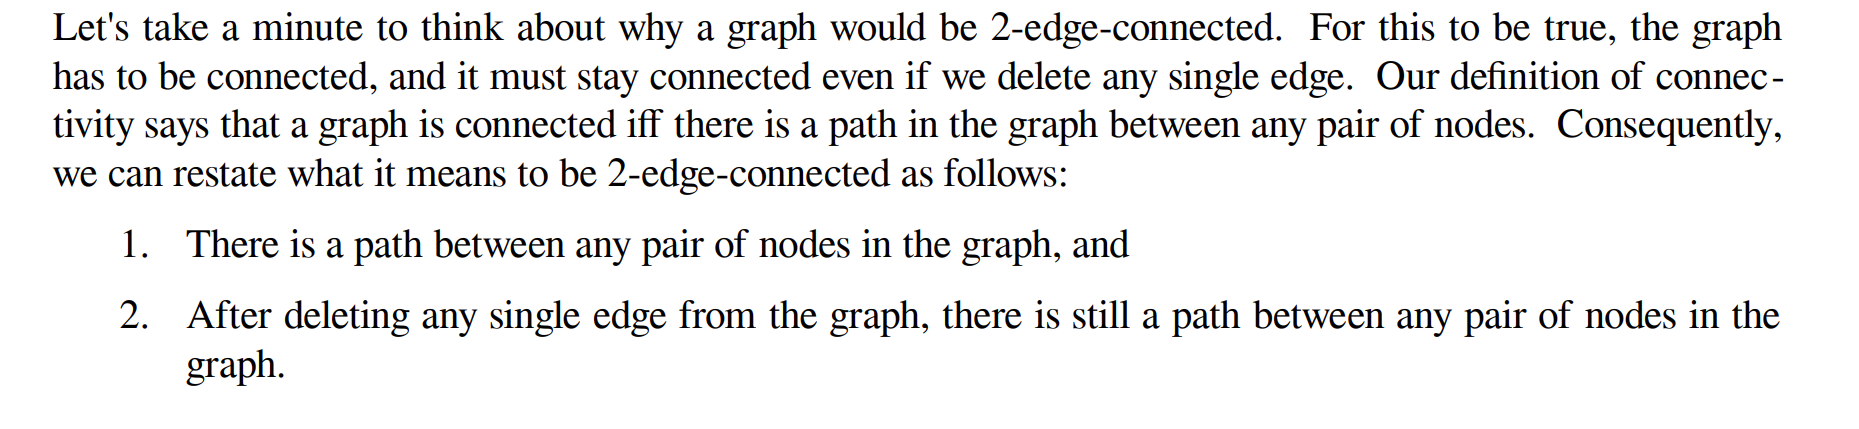 Let's take a minute to think about why a graph would be 2-edge-connected. For this to be true, the graph
has to be connected, and it must stay connected even if we delete any single edge. Our definition of connec-
tivity says that a graph is connected iff there is a path in the graph between any pair of nodes. Consequently,
we can restate what it means to be 2-edge-connected as follows:
1. There is a path between any pair of nodes in the graph, and
2. After deleting any single edge from the graph, there is still a path between any pair of nodes in the
graph.